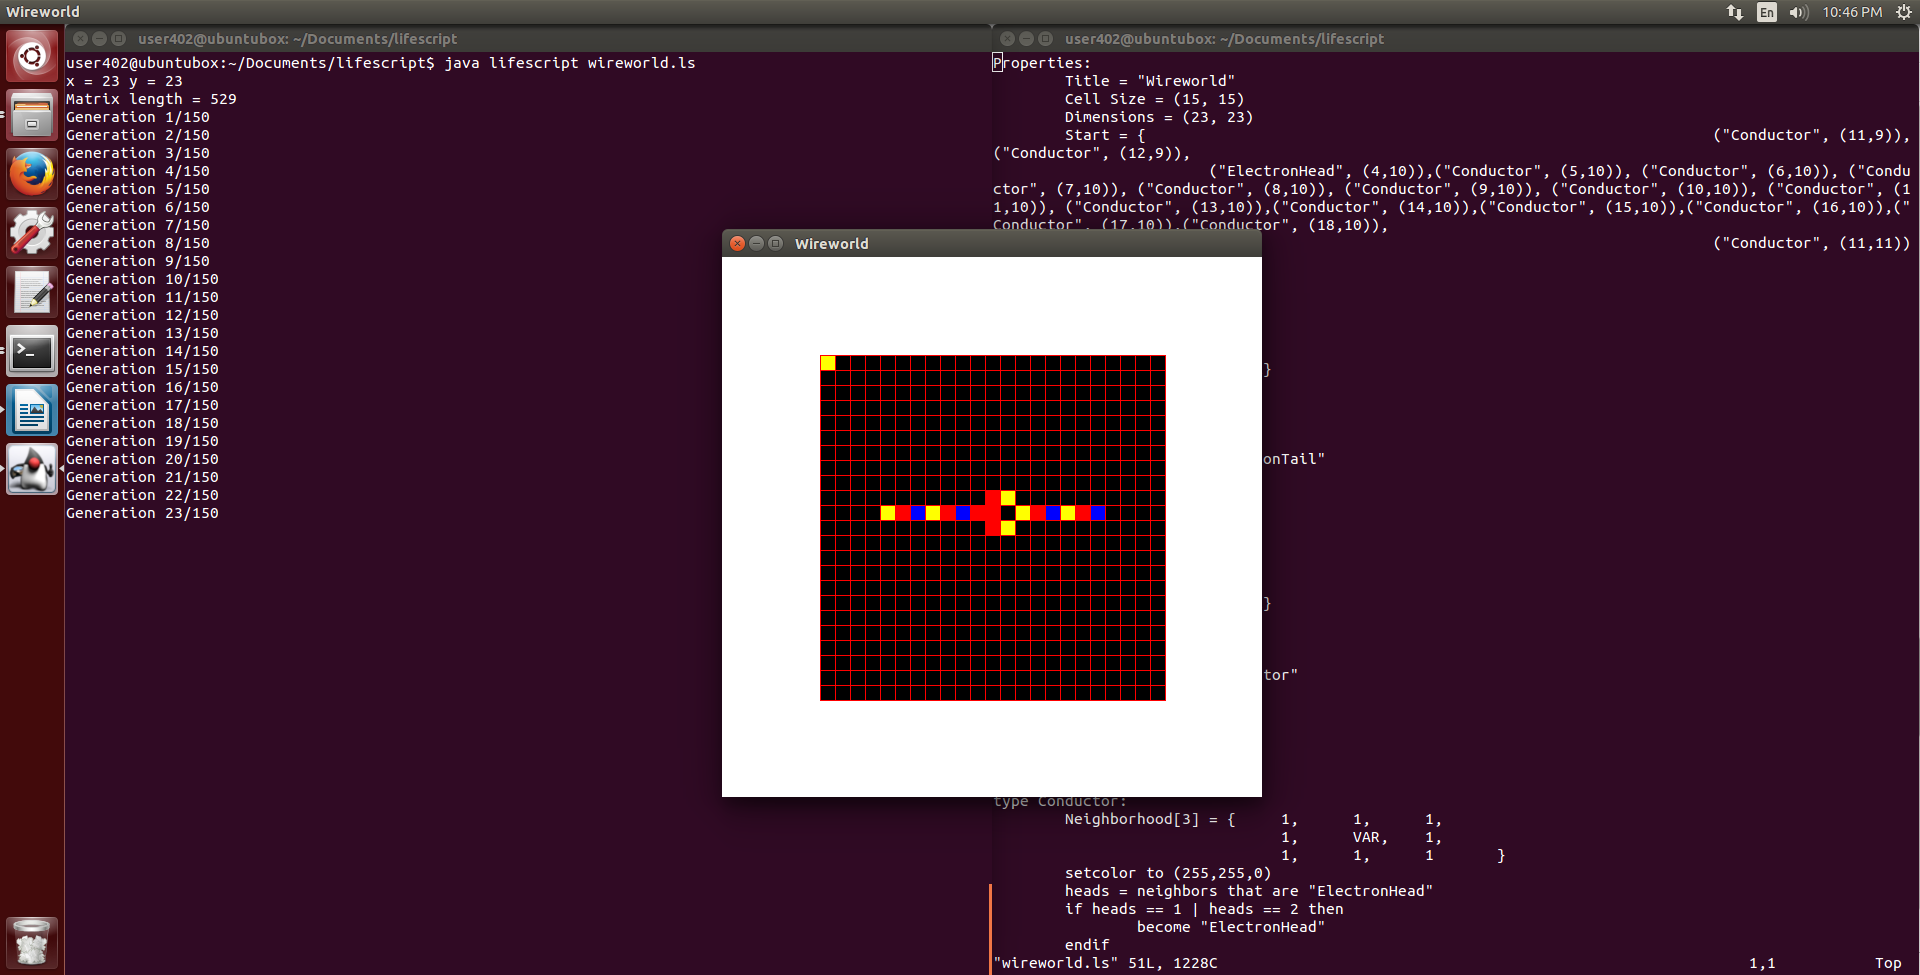 Wireworld
En
10:46 PM
user402@ubuntubox: ~/Documents/lifescript
user402@ubuntubox:~/Documents/lifescript$ java lifescript wireworld.ls
x = 23 y = 23
Matrix length = 529
Generation 1/150
Generation 2/150
Generation 3/150
Generation 4/150
Generation 5/150
Generation 6/150
Generation 7/150
Generation 8/150
Generation 9/150
Generation 10/150
Generation 11/150
Generation 12/150
Generation 13/150
Generation 14/150
Generation 15/150
Generation 16/150
Generation 17/150
Generation 18/150
Generation 19/150
Generation 20/150
Generation 21/150
Generation 22/150
Generation 23/150
user402@ubuntubox: ~/Documents/lifescript
Properties:
Title = "Wireworld"
Cell Size = (15, 15)
Dimensions = (23, 23)
Start = { ("Conductor", (11,9)),
("Conductor", (12,9)),
("ElectronHead", (4,10)),("Conductor", (5,10)), ("Conductor", (6,10)), ("Condu
ctor", (7,10)), ("Conductor", (8,10)), ("Conductor", (9,10)), ("Conductor", (10,10)), ("Conductor", (1
1,10)), ("Conductor", (13,10)),("Conductor", (14,10)),("Conductor", (15,10)),("Conductor", (16,10)),("
Conductor", (17,10)),("Conductor", (18,10)),
("Conductor", (11,11))
}
onTail"
}
tor"
Wireworld
type Conductor:
Neighborhood[3] = { 1, 1, 1,
1, VAR, 1,
1, 1, 1 }
setcolor to (255,255,0)
heads = neighbors that are "ElectronHead"
if heads == 1 | heads == 2 then
become "ElectronHead"
endif
"wireworld.ls" 51L, 1228C 1,1 Top